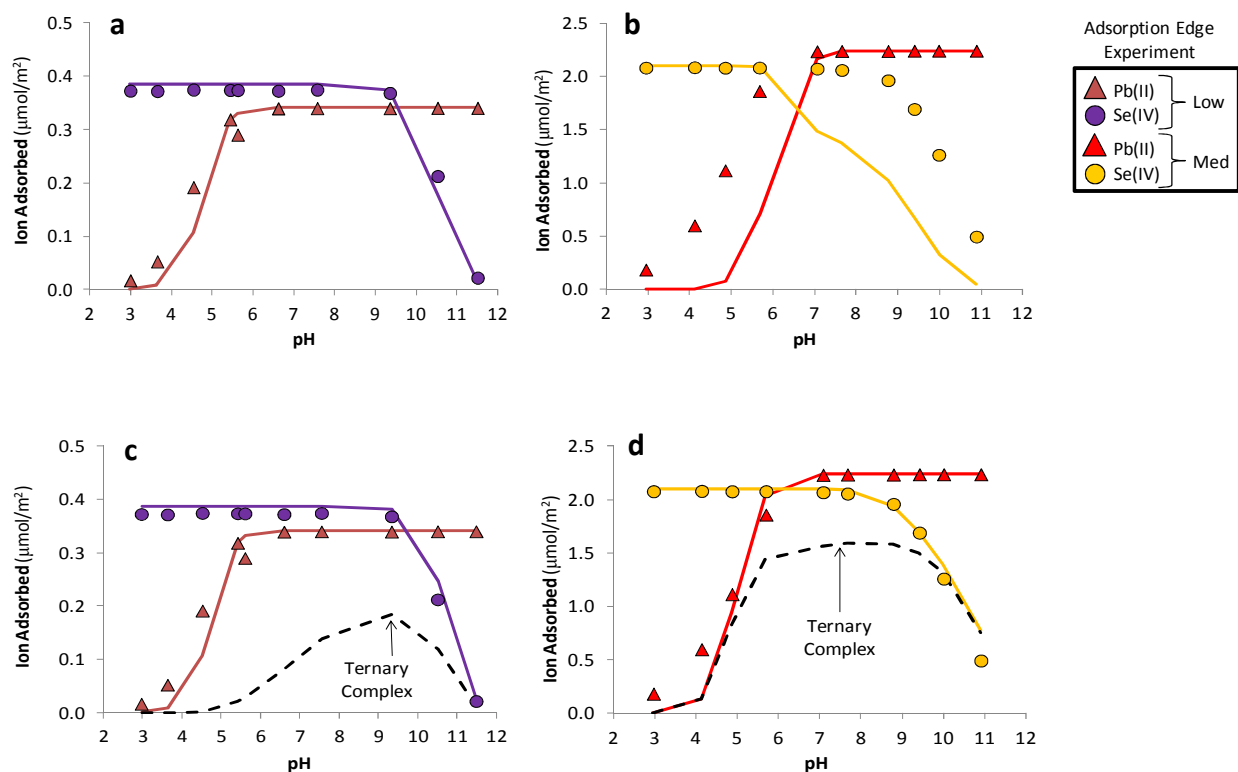 a
0.5
0.4
0.3
0.2
0.1
0.0
Ion Adsorbed (μmol/m²)
2 3 4 5 6 7 8 9 10 11 12
pH
b
2.5
2.0
1.5
1.0
0.5
0.0
Ion Adsorbed (μmol/m²)
2 3 4 5 6 7 8 9 10 11 12
pH
Adsorption Edge
Experiment
Pb(II)
Se(IV)
Low
Pb(II)
Se(IV)
Med
c
0.5
0.4
0.3
0.2
0.1
0.0
Ion Adsorbed (μmol/m²)
Ternary
Complex
2 3 4 5 6 7 8 9 10 11 12
pH
d
2.5
2.0
1.5
1.0
0.5
0.0
Ion Adsorbed (μmol/m²)
Ternary
Complex
2 3 4 5 6 7 8 9 10 11 12
pH